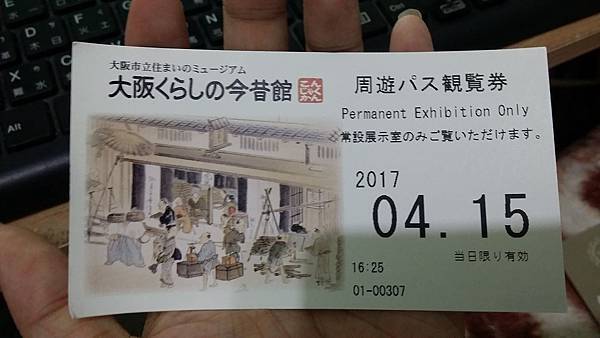 大阪市立住まいのミュージアム
大阪くらしの今昔館
こんじゃくかん
周遊パス観覧券
Permanent Exhibition Only
常設展示室のみご覧いただけます。
2017
04.15
当日限り有効
16:25
01-00307
Alt